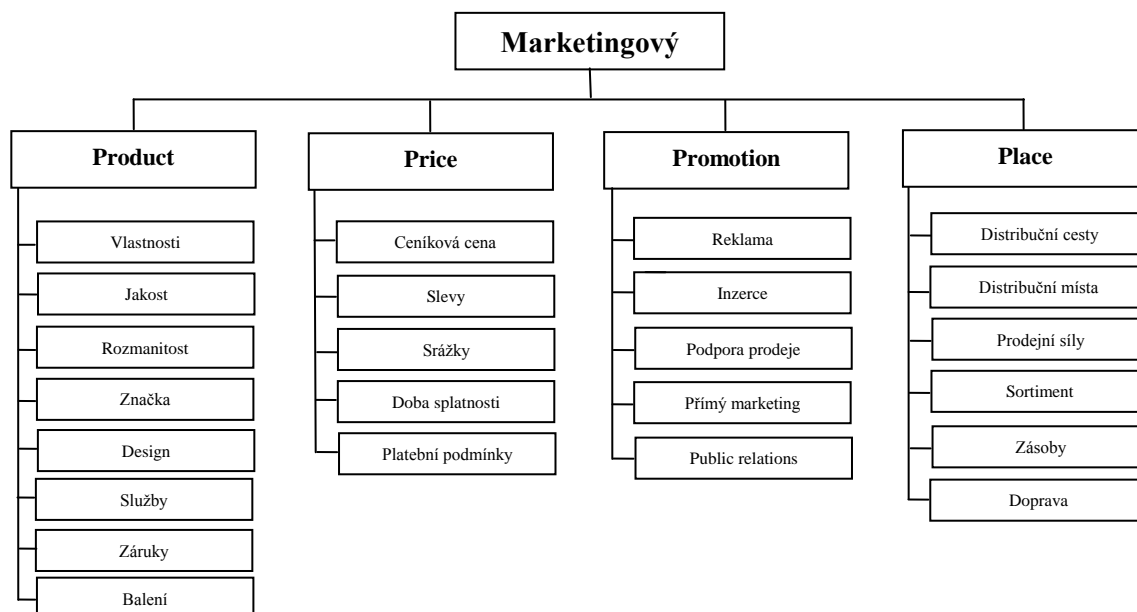 Marketingový
Product
Vlastnosti
Jakost
Rozmanitost
Značka
Design
Služby
Záruky
Balení
Price
Ceníková cena
Slevy
Srážky
Doba splatnosti
Platební podmínky
Promotion
Reklama
Inzerce
Podpora prodeje
Přímý marketing
Public relations
Place
Distribuční cesty
Distribuční místa
Prodejní síly
Sortiment
Zásoby
Doprava